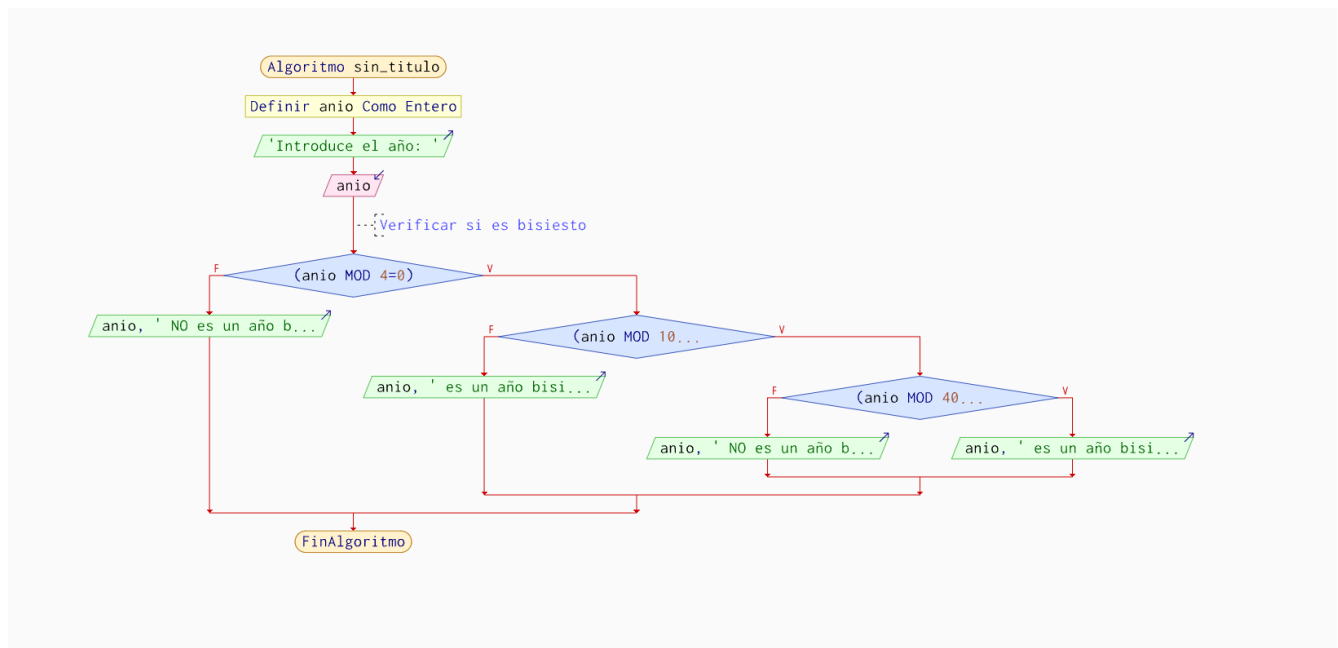 Algoritmo sin_titulo
Definir anio Como Entero
'Introduce el año: '
anio
Verificar si es bisiesto
F
(anio MOD 4=0)
V
anio, ' NO es un año b...
F
(anio MOD 10...
V
anio, ' es un año bisi...
F
(anio MOD 40...
V
anio, ' NO es un año b...
anio, ' es un año bisi...
FinAlgoritmo